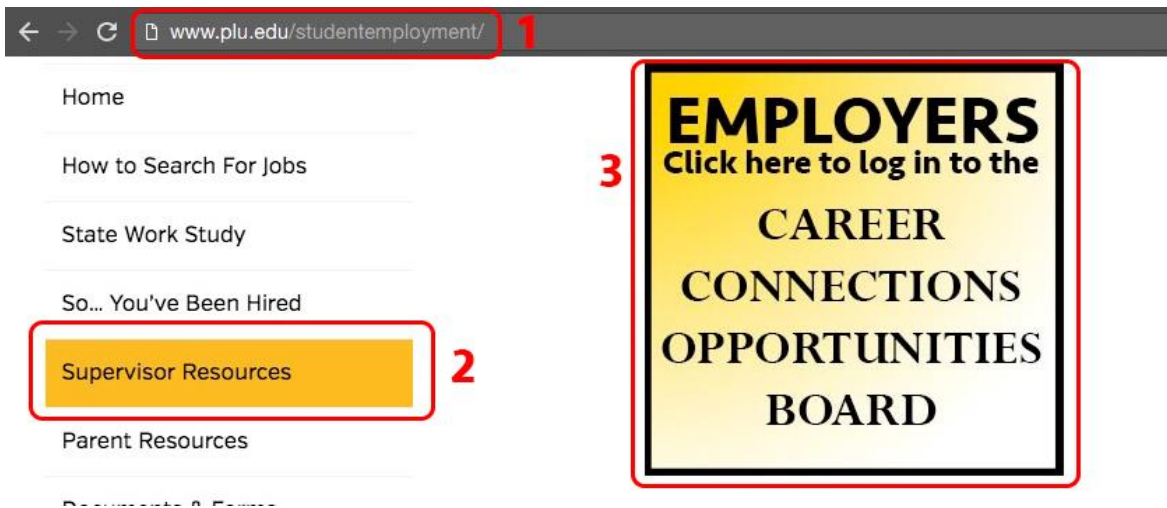 www.plu.edu/studentemployment/
1
Home
How to Search For Jobs
State Work Study
So... You've Been Hired
Supervisor Resources
2
Parent Resources
3
EMPLOYERS
Click here to log in to the
CAREER
CONNECTIONS
OPPORTUNITIES
BOARD